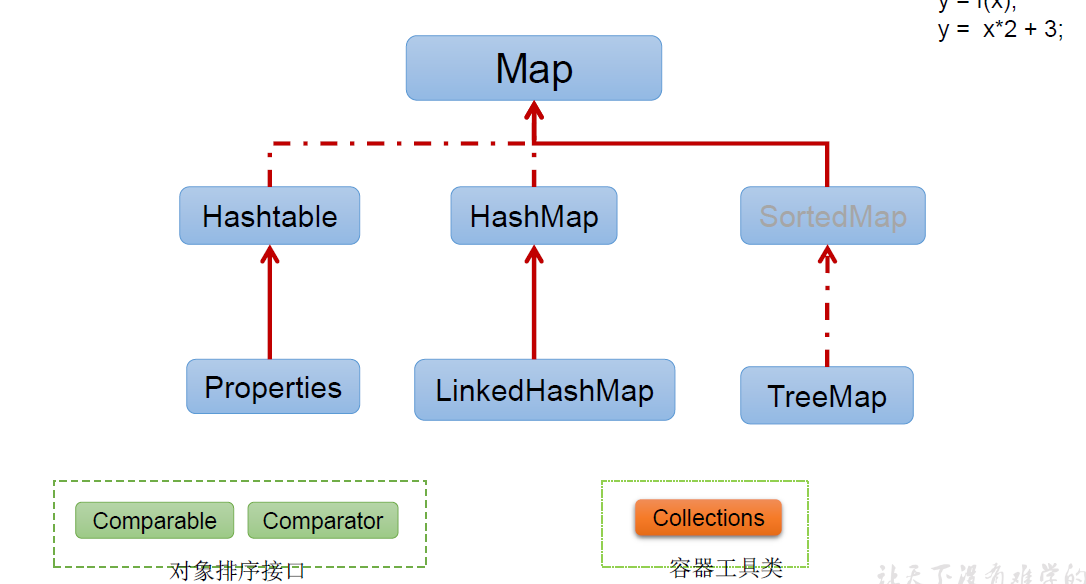 y = f(x);
y = x*2 + 3;
Map
Hashtable
HashMap
SortedMap
Properties
LinkedHashMap
TreeMap
Comparable
Comparator
对象排序接口
Collections
容器工具类
让天下没有难学的